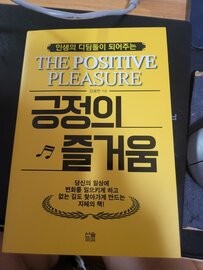 인생의 디딤돌이 되어주는
THE POSITIVE
PLEASURE
긍정의
즐거움
당신의 일상에
변화를 일으키게 하고
없는 길도 찾아가게 만드는
지혜의 책!